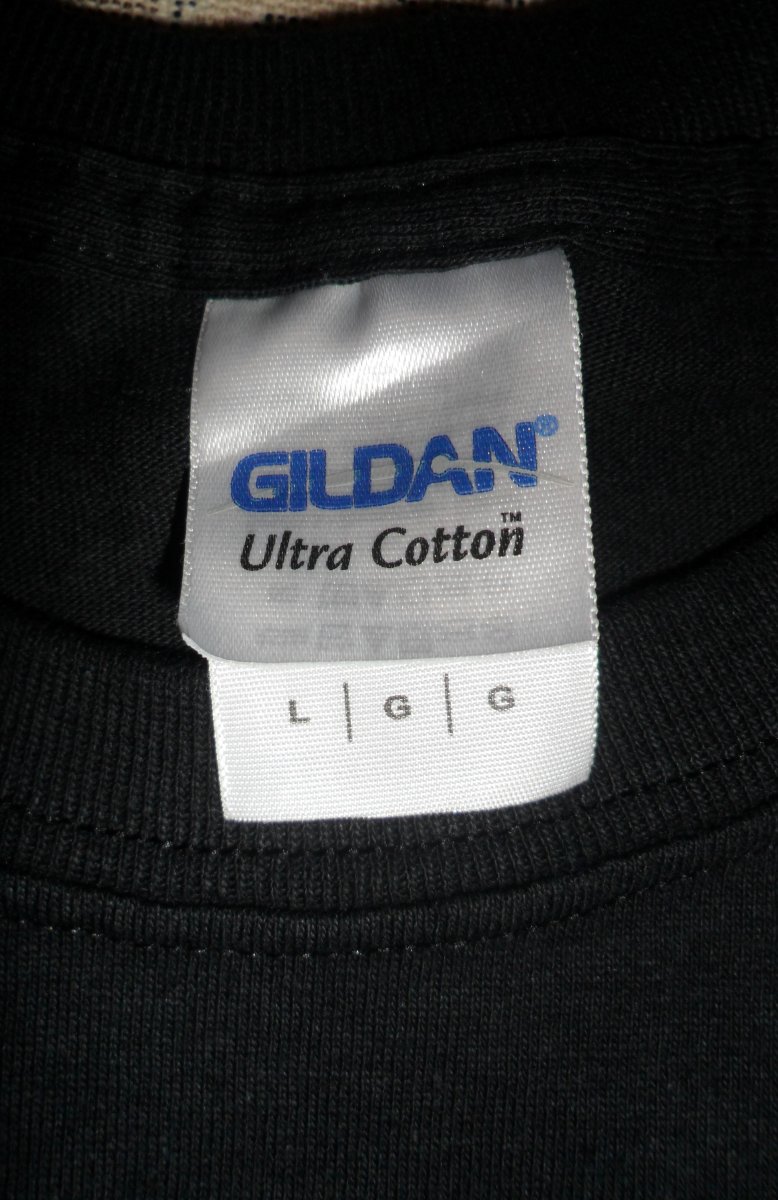 GILDAN®
Ultra Cotton™
L | G | G